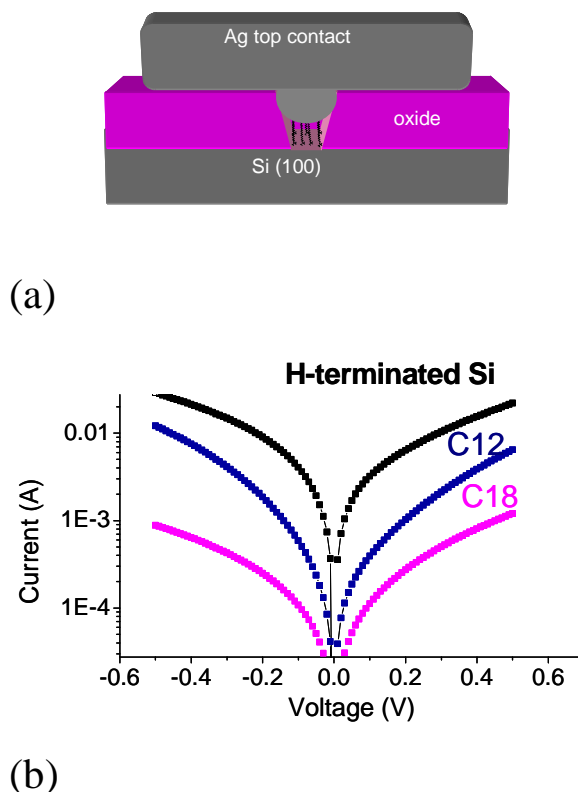 Ag top contact
oxide
Si (100)
(a)
H-terminated Si
C12
C18
0.01
1E-3
1E-4
Current (A)
-0.6 -0.4 -0.2 0.0 0.2 0.4 0.6
Voltage (V)
(b)